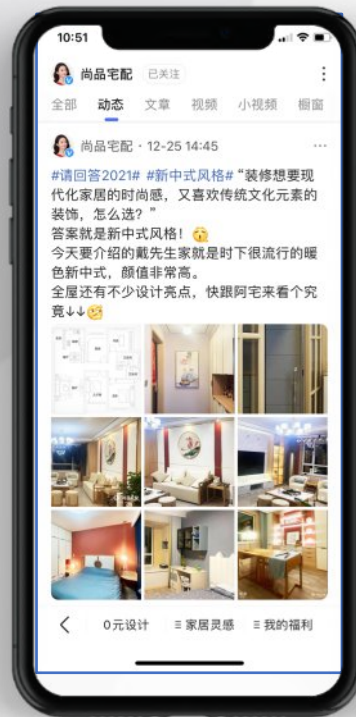 10:51
尚品宅配 已关注
全部 动态 文章 视频 小视频 橱窗
尚品宅配 · 12-25 14:45
#请回答2021# #新中式风格# “装修想要现
代化家居的时尚感，又喜欢传统文化元素的
装饰，怎么选？”
答案就是新中式风格！
今天要介绍的戴先生家就是时下很流行的暖
色新中式，颜值非常高。
全屋还有不少设计亮点，快跟阿宅来看个究
竟↓↓
0元设计 家居灵感 我的福利